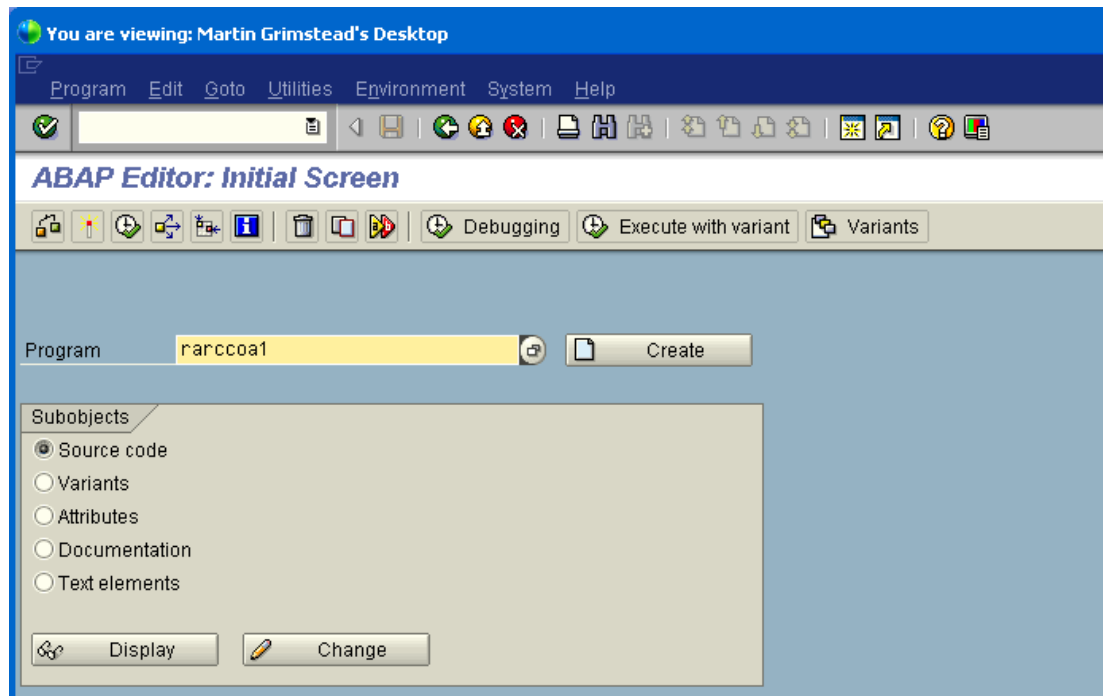 You are viewing: Martin Grimstead's Desktop
Program Edit Goto Utilities Environment System Help
ABAP Editor: Initial Screen
Debugging Execute with variant Variants
Program rarccoa1 Create
Subobjects
Source code
Variants
Attributes
Documentation
Text elements
Display Change